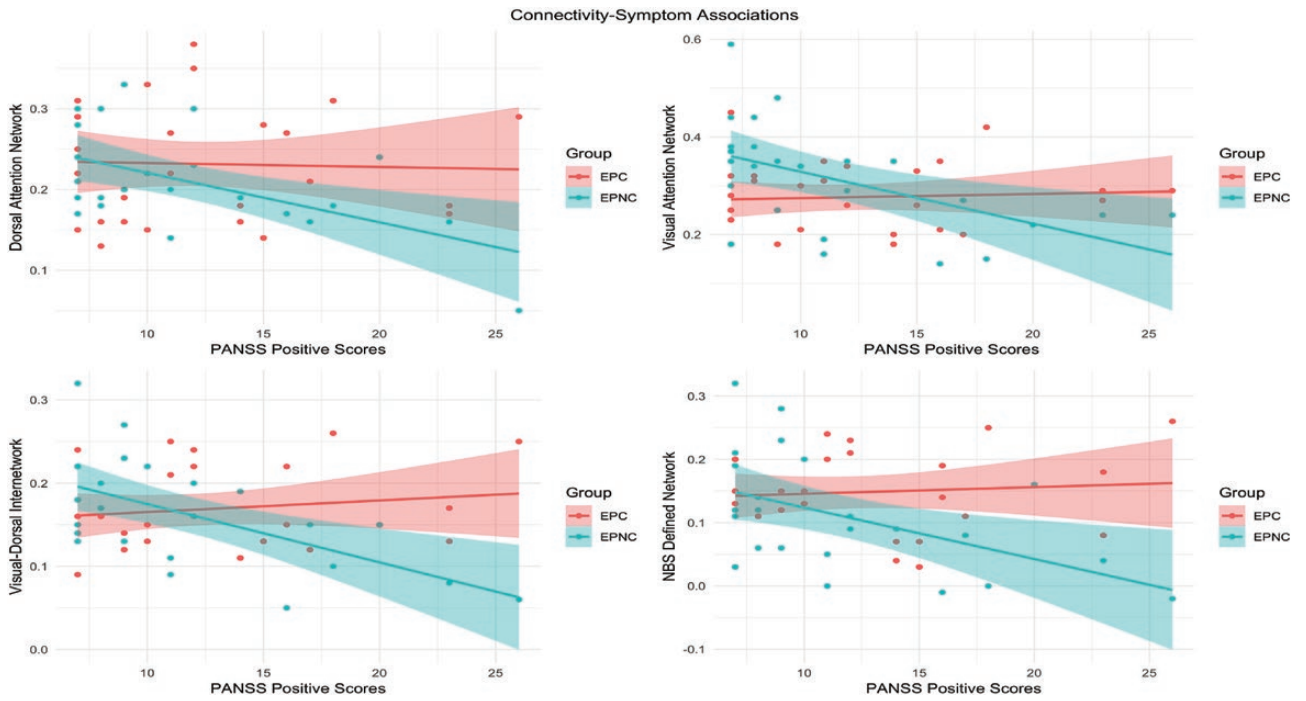 Connectivity-Symptom Associations
Dorsal Attention Network
0.3
0.2
0.1
10
15
20
25
PANSS Positive Scores
Group
EPC
EPNC
Visual Attention Network
0.6
0.4
0.2
10
15
20
25
PANSS Positive Scores
Group
EPC
EPNC
Visual-Dorsal Internetwork
0.3
0.2
0.1
0.0
10
15
20
25
PANSS Positive Scores
Group
EPC
EPNC
NBS Defined Network
0.3
0.2
0.1
0.0
-0.1
10
15
20
25
PANSS Positive Scores
Group
EPC
EPNC